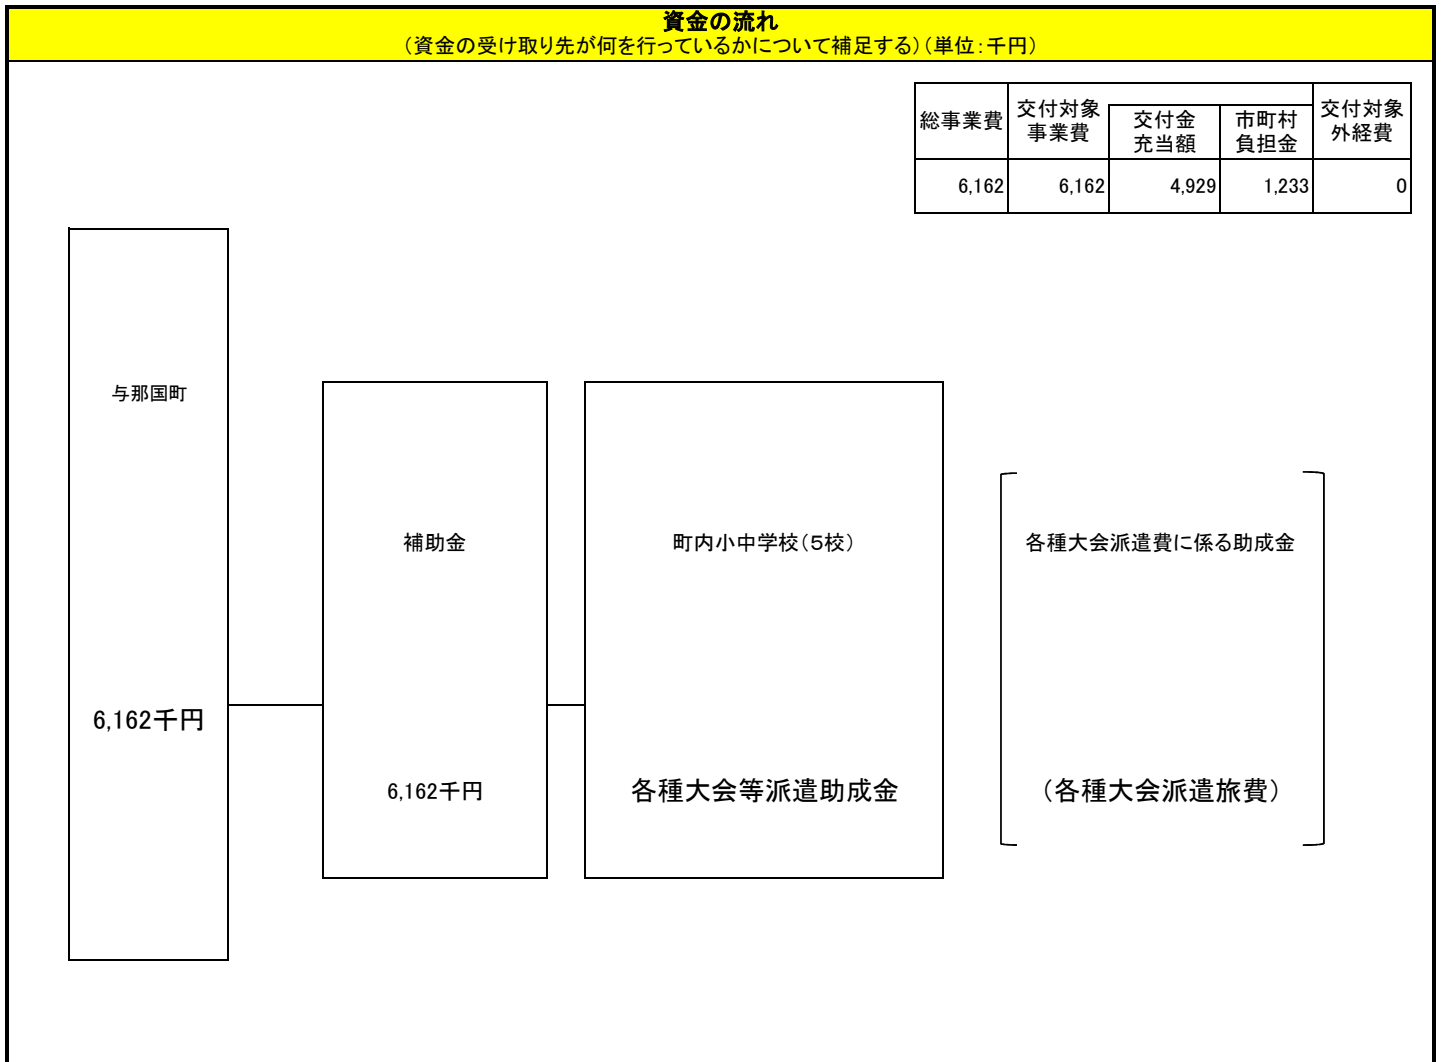 資金の流れ
（資金の受け取り先が何を行っているかについて補足する）（単位：千円）
総事業費
交付対象
事業費
交付金
充当額
市町村
負担金
交付対象
外経費
6,162
6,162
4,929
1,233
0
与那国町
6,162千円
補助金
6,162千円
町内小中学校（５校）
各種大会等派遣助成金
各種大会派遣費に係る助成金
（各種大会派遣旅費）